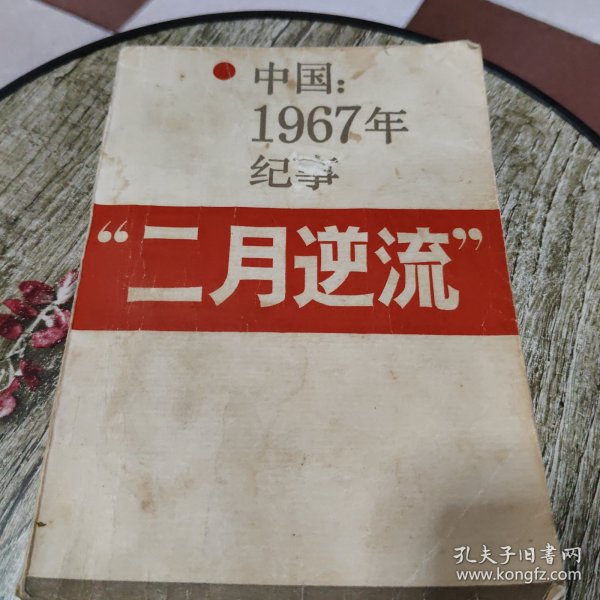 中国：
1967年
纪事
“二月逆流”
孔夫子旧书网
www.kongfz.com